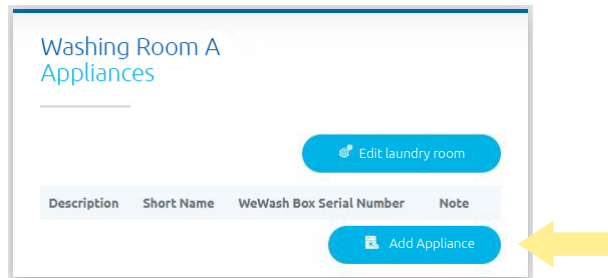 Washing Room A
Appliances
Edit laundry room
Description Short Name WeWash Box Serial Number Note
Add Appliance